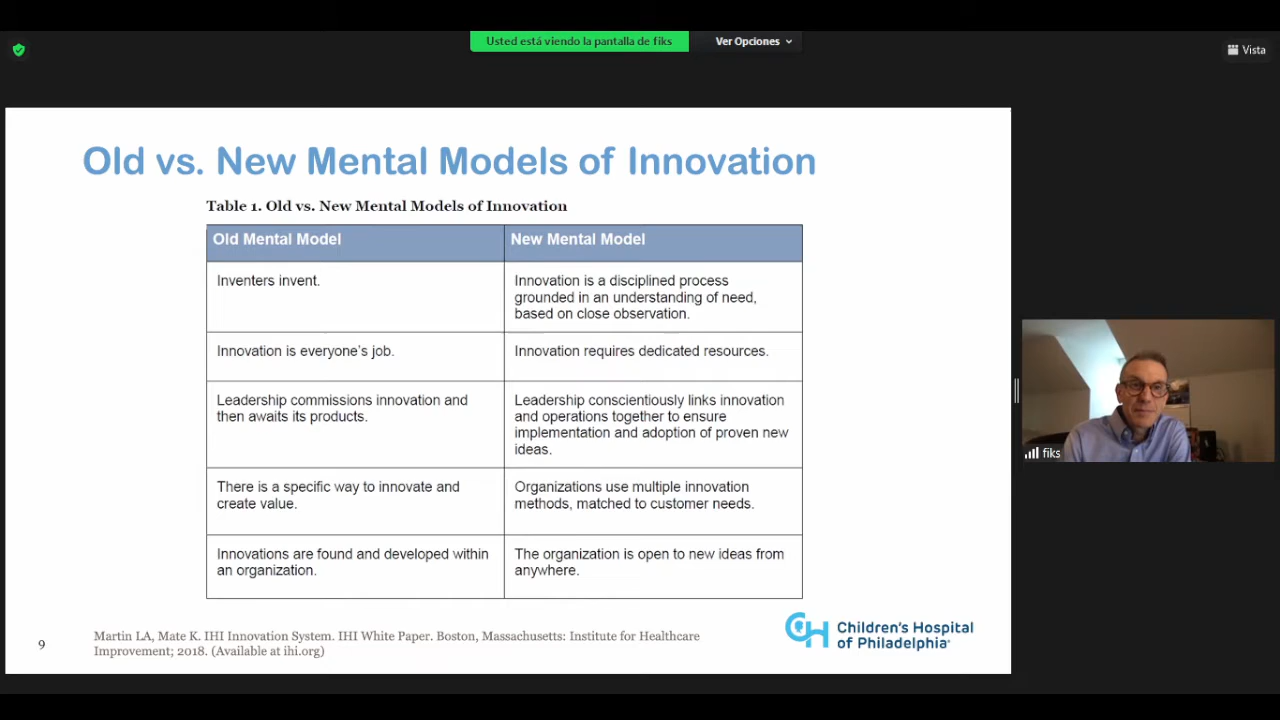 Usted está viendo la pantalla de fiks
Ver Opciones
Vista
Old vs. New Mental Models of Innovation
Table 1. Old vs. New Mental Models of Innovation
Old Mental Model
New Mental Model
Inventers invent.
Innovation is a disciplined process
grounded in an understanding of need,
based on close observation.
Innovation is everyone's job.
Innovation requires dedicated resources.
Leadership commissions innovation and
then awaits its products.
Leadership conscientiously links innovation
and operations together to ensure
implementation and adoption of proven new
ideas.
There is a specific way to innovate and
create value.
Organizations use multiple innovation
methods, matched to customer needs.
Innovations are found and developed within
an organization.
The organization is open to new ideas from
anywhere.
fiks
9
Martin LA, Mate K. IHI Innovation System. IHI White Paper. Boston, Massachusetts: Institute for Healthcare
Improvement; 2018. (Available at ihi.org)
CH Children's Hospital
of Philadelphia